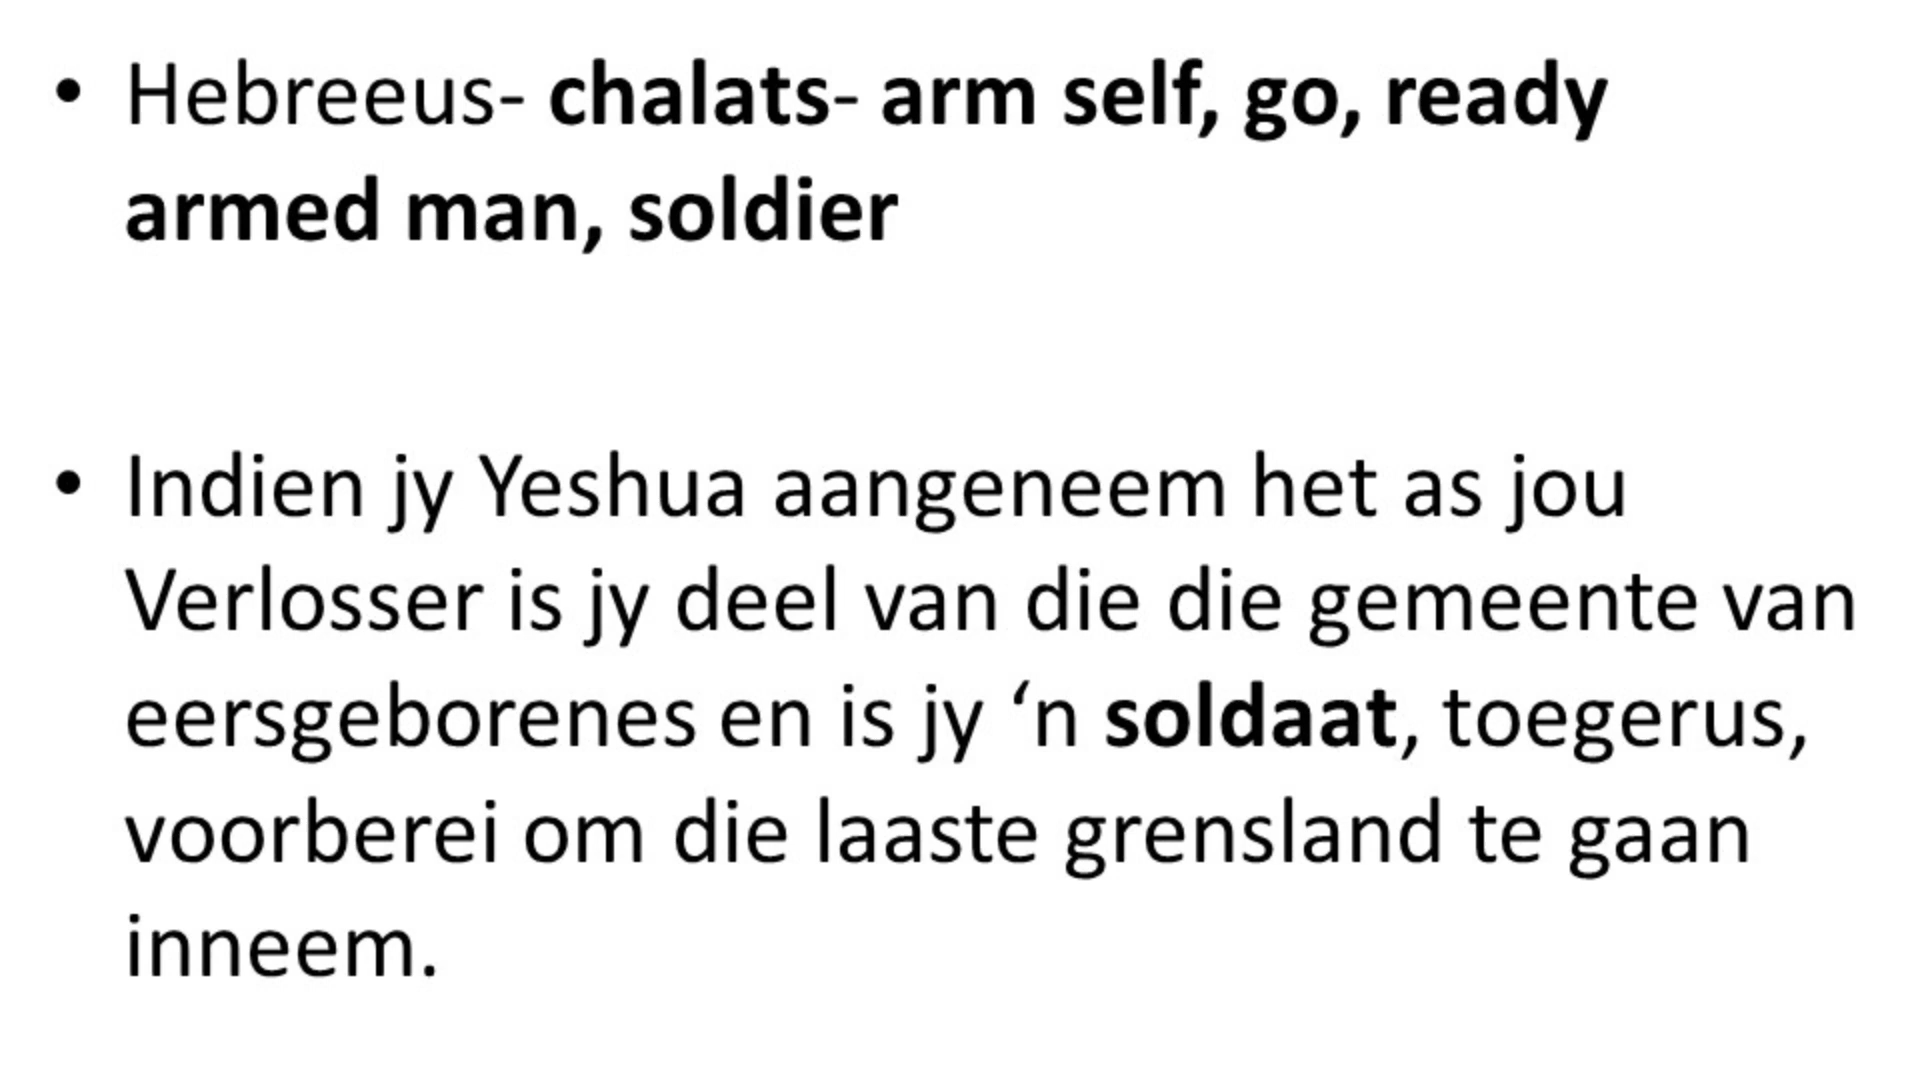 • Hebreeus- chalats- arm self, go, ready
armed man, soldier
• Indien jy Yeshua aangeneem het as jou
Verlosser is jy deel van die die gemeente van
eersgeborenes en is jy ‘n soldaat, toegerus,
voorberei om die laaste grensland te gaan
inneem.